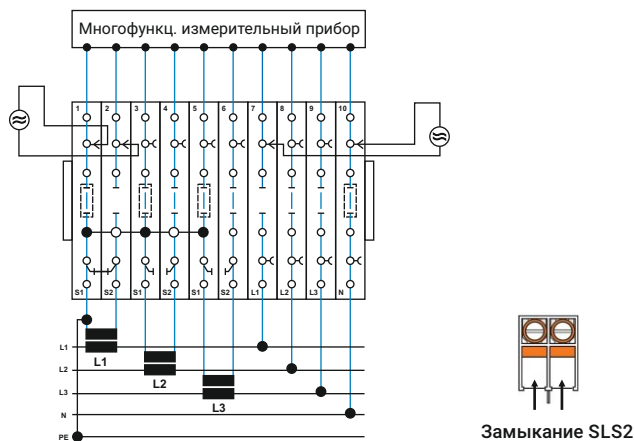 Многофункц. измерительный прибор
1 2 3 4 5 6 7 8 9 10
S1 S2 S1 S2 S1 S2 L1 L2 L3 N
L1
L1
L2
L2
L3
L3
N
PE
Замыкание SLS2